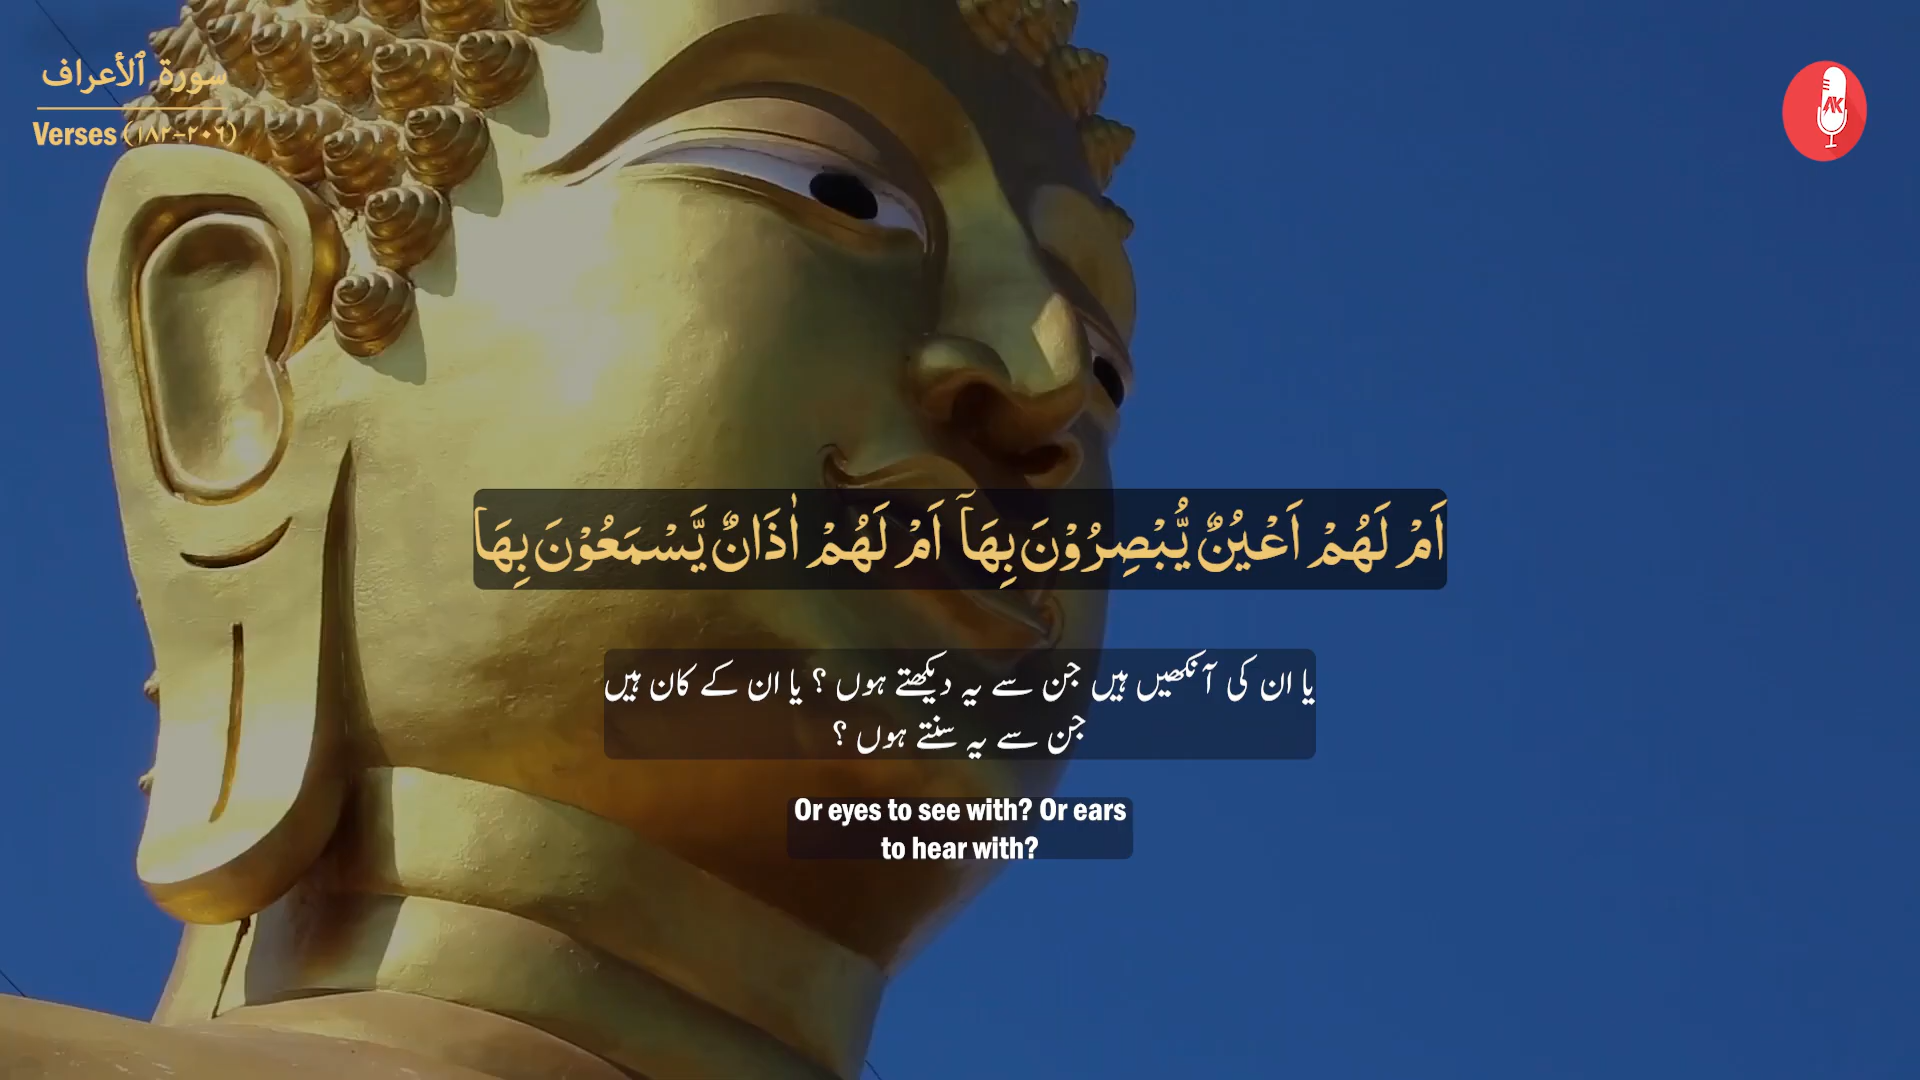 سورة ٱلأعراف
Verses (١٨٢-٢٠٦)
AK
اَمْ لَهُمْ اَعْيُنٌ يُّبْصِرُوْنَ بِهَآ اَمْ لَهُمْ اٰذَانٌ يَّسْمَعُوْنَ بِهَا
یا ان کی آنکھیں ہیں جن سے یہ دیکھتے ہوں ؟ یا ان کے کان ہیں
جن سے یہ سنتے ہوں ؟
Or eyes to see with? Or ears
to hear with?